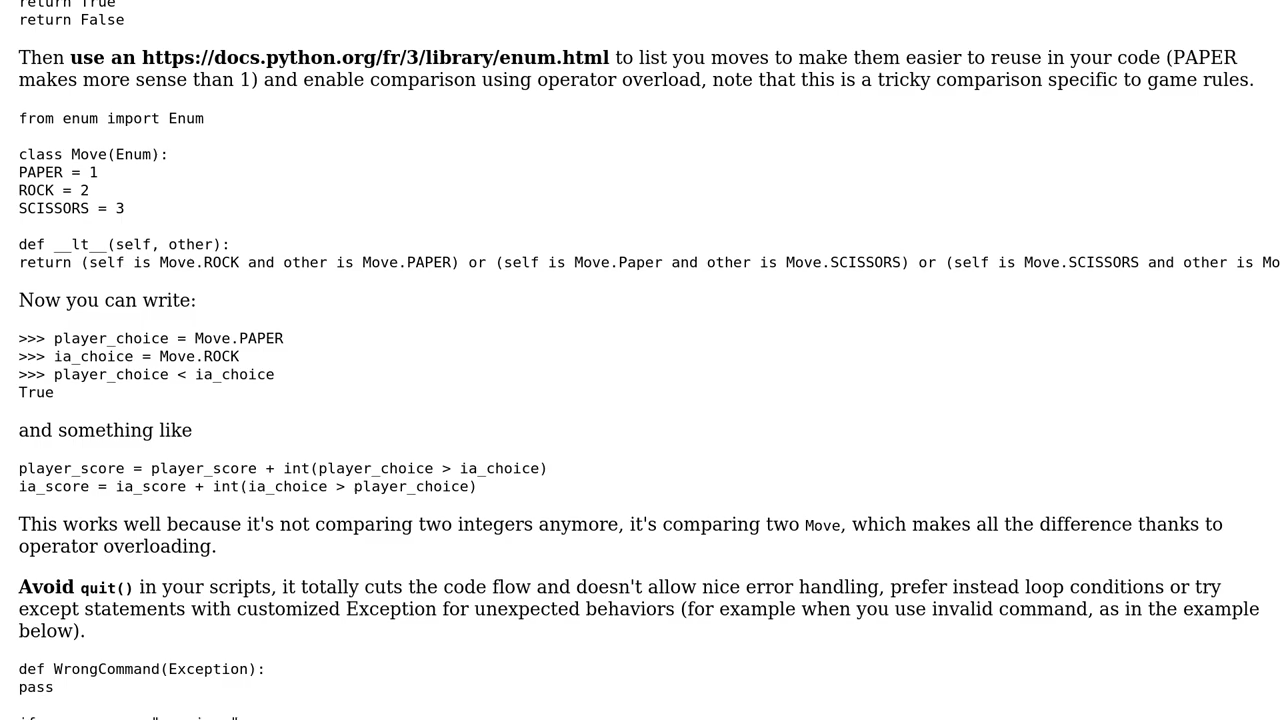 return True
return False
Then use an https://docs.python.org/fr/3/library/enum.html to list you moves to make them easier to reuse in your code (PAPER
makes more sense than 1) and enable comparison using operator overload, note that this is a tricky comparison specific to game rules.
from enum import Enum
class Move(Enum):
PAPER = 1
ROCK = 2
SCISSORS = 3
def __lt__(self, other):
return (self is Move.ROCK and other is Move.PAPER) or (self is Move.Paper and other is Move.SCISSORS) or (self is Move.SCISSORS and other is Mo
Now you can write:
>>> player_choice = Move.PAPER
>>> ia_choice = Move.ROCK
>>> player_choice < ia_choice
True
and something like
player_score = player_score + int(player_choice > ia_choice)
ia_score = ia_score + int(ia_choice > player_choice)
This works well because it's not comparing two integers anymore, it's comparing two Move, which makes all the difference thanks to
operator overloading.
Avoid quit() in your scripts, it totally cuts the code flow and doesn't allow nice error handling, prefer instead loop conditions or try
except statements with customized Exception for unexpected behaviors (for example when you use invalid command, as in the example
below).
def WrongCommand(Exception):
pass